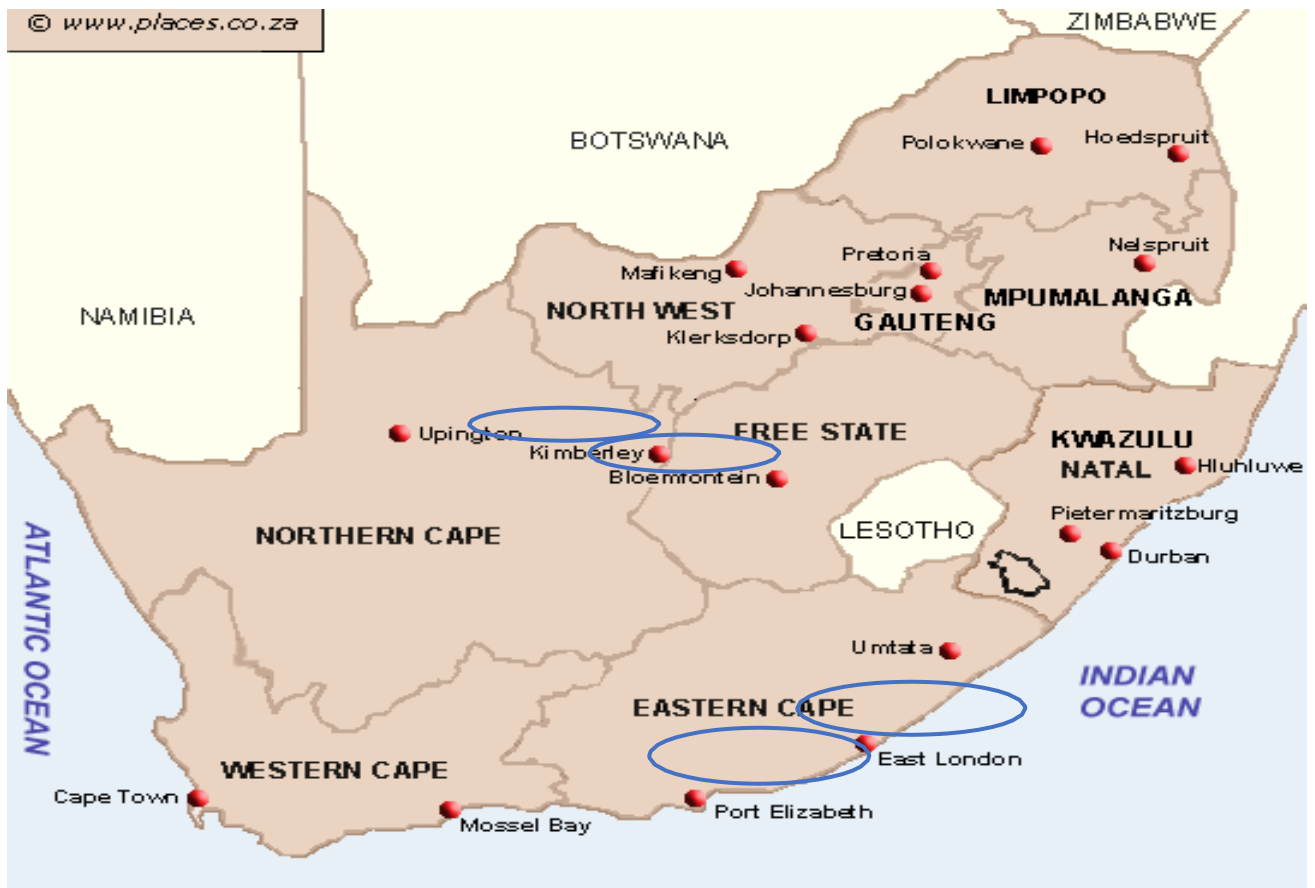 © www.places.co.za
ZIMBABWE
LIMPOPO
BOTSWANA
Polokwane
Hoedspruit
Mafikeng
Pretoria
Nelspruit
Johannesburg
MPUMALANGA
NAMIBIA
NORTH WEST
GAUTENG
Klerksdorp
Upington
FREE STATE
KWAZULU
NATAL
Kimberley
Hluhluwe
Bloemfontein
Pietermaritzburg
NORTHERN CAPE
LESOTHO
Durban
ATLANTIC OCEAN
Umtata
INDIAN
OCEAN
EASTERN CAPE
East London
WESTERN CAPE
Cape Town
Port Elizabeth
Mossel Bay